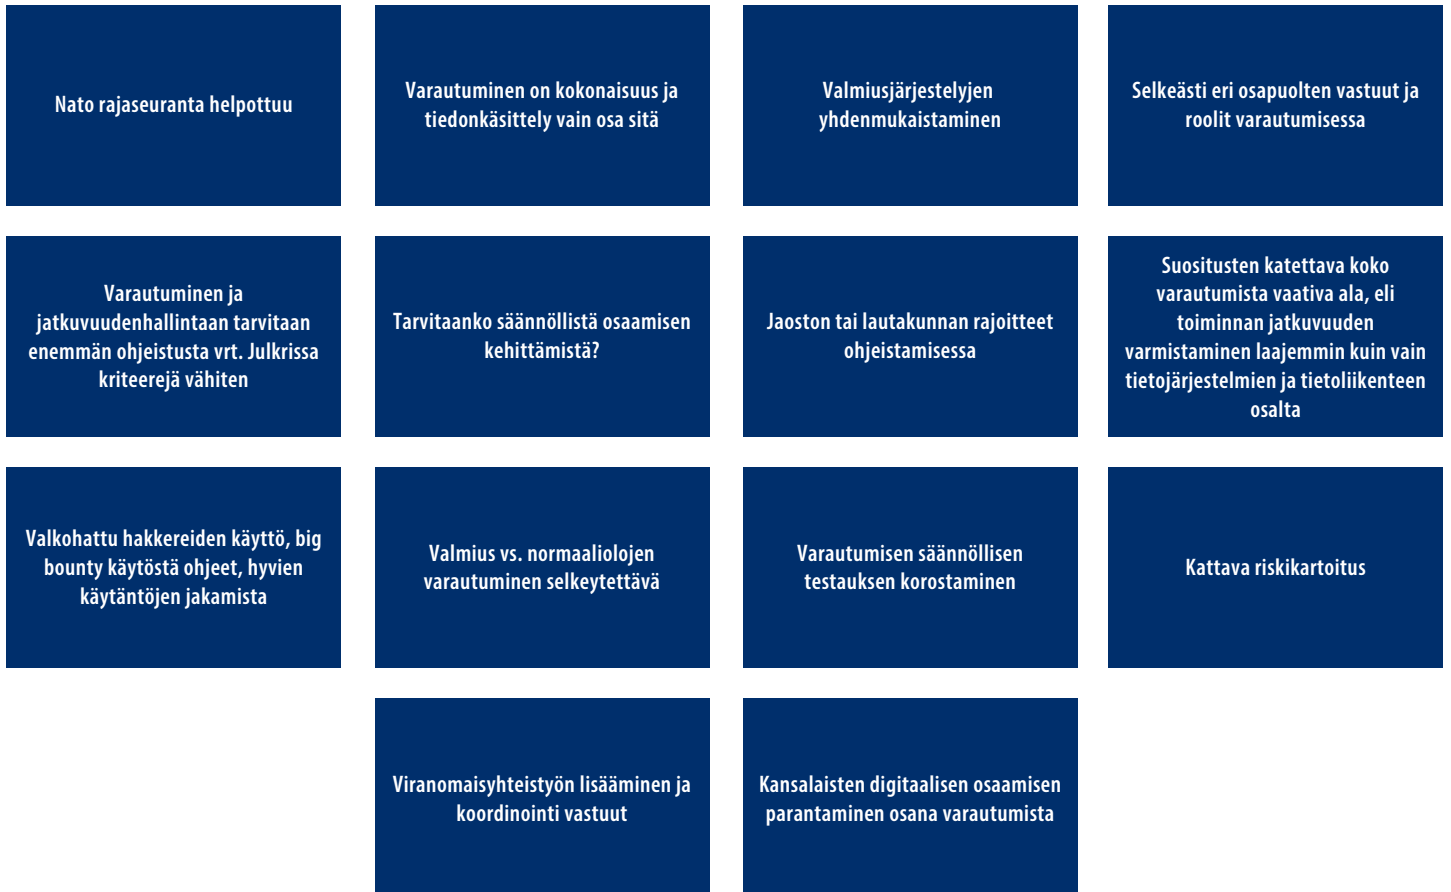 Nato rajaseuranta helpottuu
Varautuminen on kokonaisuus ja
tiedonkäsittely vain osa sitä
Valmiusjärjestelyjen
yhdenmukaistaminen
Selkeästi eri osapuolten vastuut ja
roolit varautumisessa
Varautuminen ja
jatkuvuudenhallintaan tarvitaan
enemmän ohjeistusta vrt. Julkrissa
kriteerejä vähiten
Tarvitaanko säännöllistä osaamisen
kehittämistä?
Jaoston tai lautakunnan rajoitteet
ohjeistamisessa
Suositusten katettava koko
varautumista vaativa ala, eli
toiminnan jatkuvuuden
varmistaminen laajemmin kuin vain
tietojärjestelmien ja tietoliikenteen
osalta
Valkohattu hakkereiden käyttö, big
bounty käytöstä ohjeet, hyvien
käytäntöjen jakamista
Valmius vs. normaaliolojen
varautuminen selkeytettävä
Varautumisen säännöllisen
testauksen korostaminen
Kattava riskikartoitus
Viranomaisyhteistyön lisääminen ja
koordinointi vastuut
Kansalaisten digitaalisen osaamisen
parantaminen osana varautumista